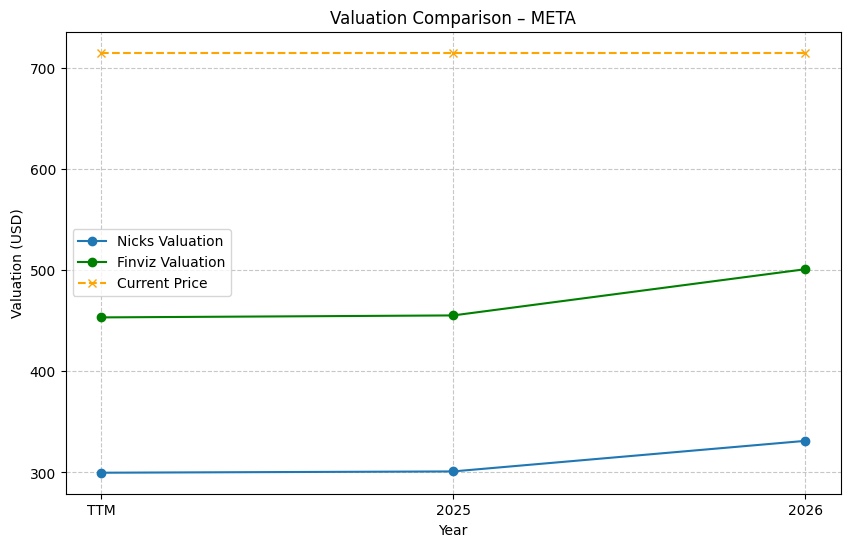 Valuation Comparison – META
Valuation (USD)
700
600
500
400
300
Nicks Valuation
Finviz Valuation
Current Price
TTM
2025
2026
Year